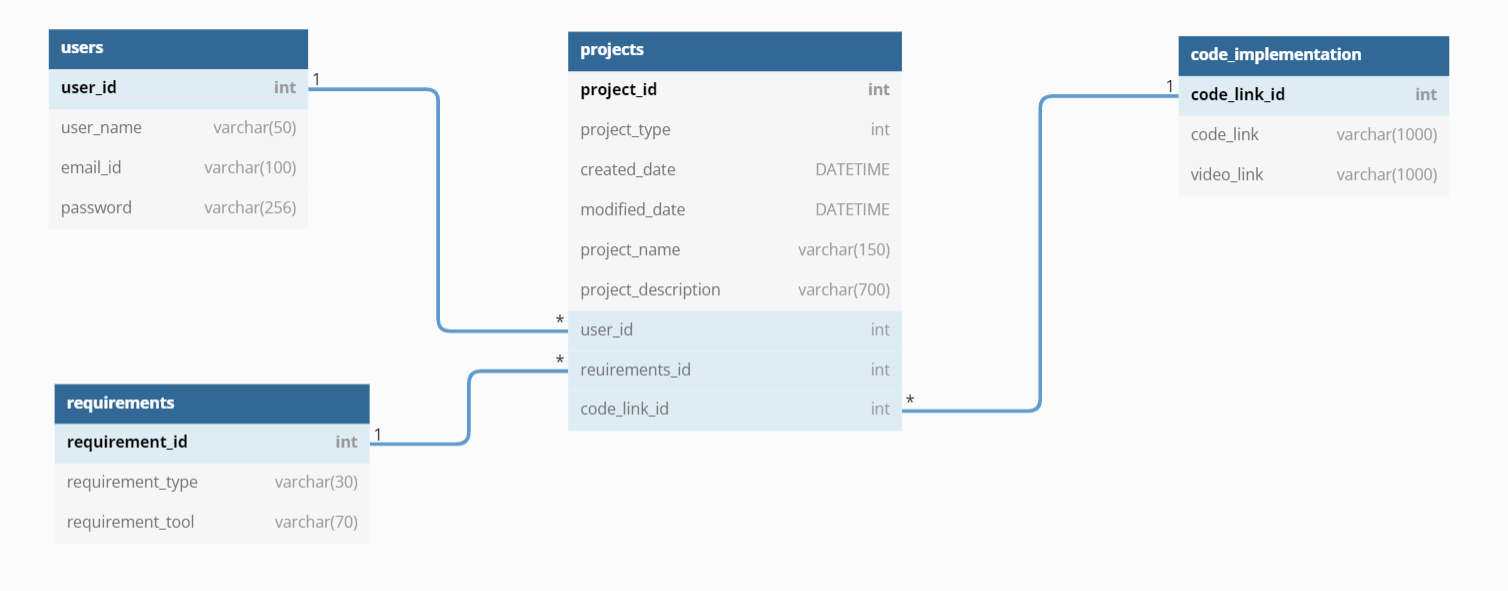 users
user_id int
user_name varchar(50)
email_id varchar(100)
password varchar(256)
1
projects
project_id int
project_type int
created_date DATETIME
modified_date DATETIME
project_name varchar(150)
project_description varchar(700)
* user_id int
* reuirements_id int
code_link_id int *
code_implementation
1 code_link_id int
code_link varchar(1000)
video_link varchar(1000)
requirements
requirement_id int 1
requirement_type varchar(30)
requirement_tool varchar(70)